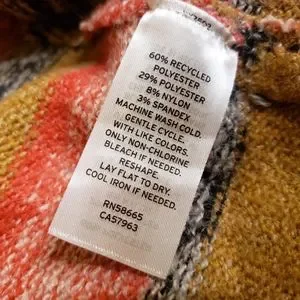 60% RECYCLED
POLYESTER
29% POLYESTER
8% NYLON
3% SPANDEX
MACHINE WASH COLD.
GENTLE CYCLE.
WITH LIKE COLORS.
ONLY NON-CHLORINE
BLEACH IF NEEDED.
RESHAPE.
LAY FLAT TO DRY.
COOL IRON IF NEEDED.
RN58665
CA57963